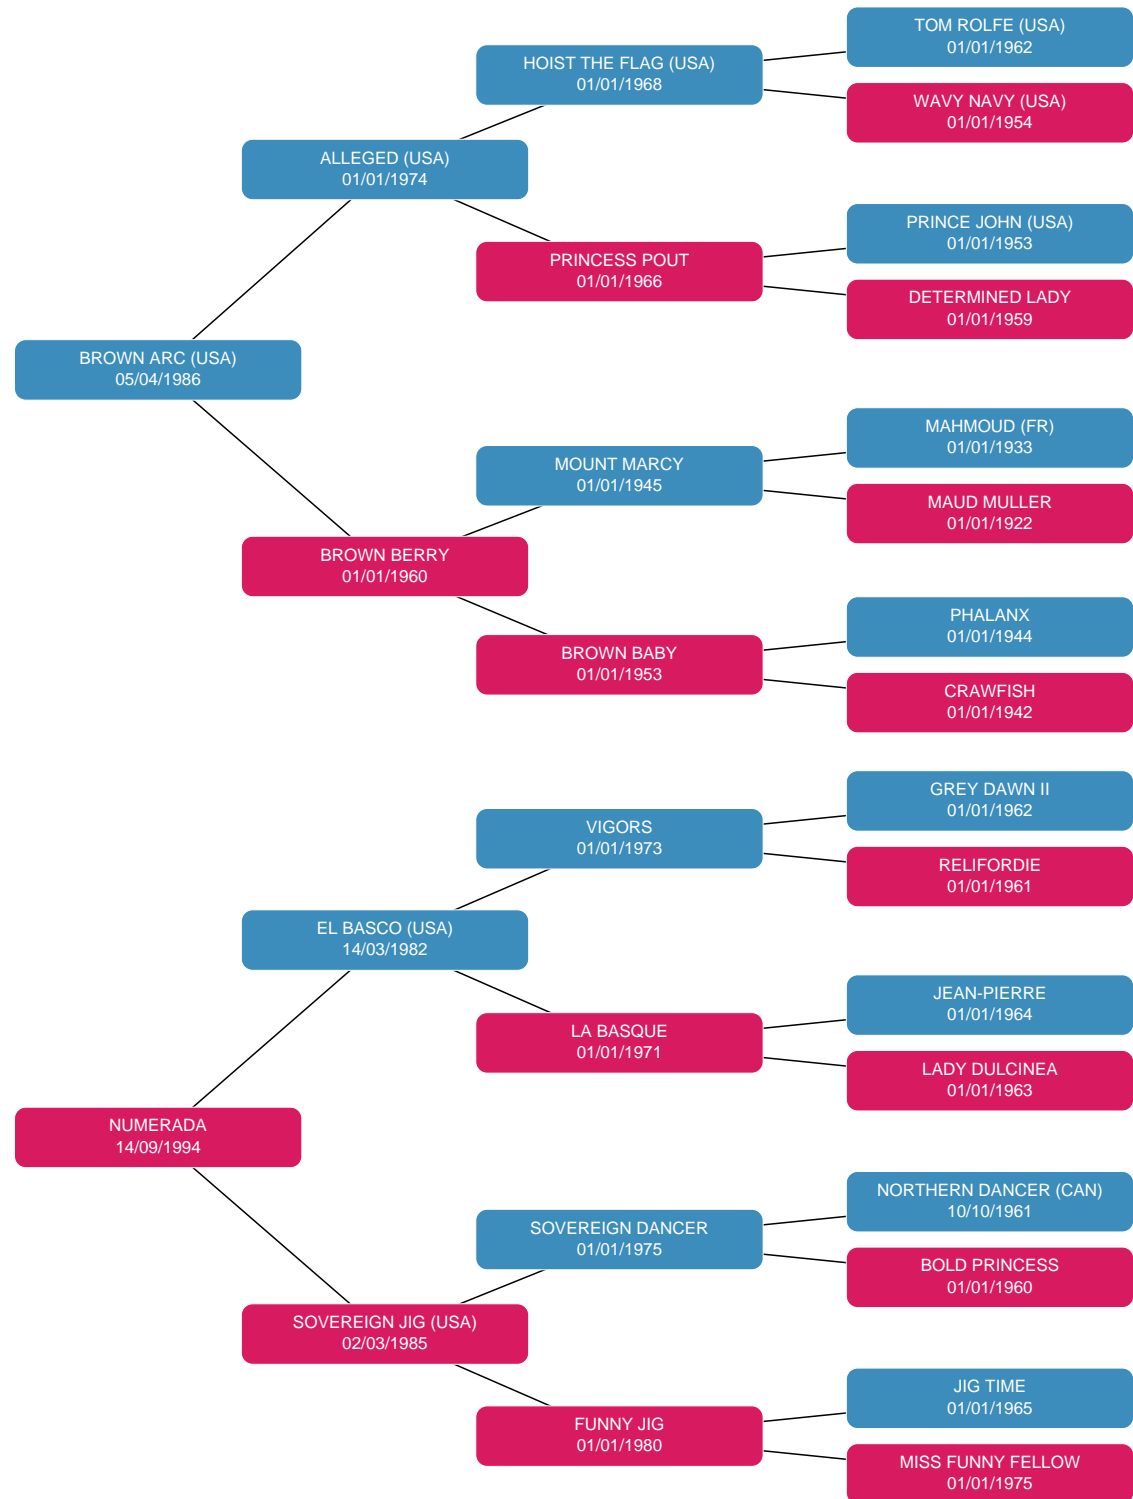 TOM ROLFE (USA)
01/01/1962
HOIST THE FLAG (USA)
01/01/1968
WAVY NAVY (USA)
01/01/1954
ALLEGED (USA)
01/01/1974
PRINCE JOHN (USA)
01/01/1953
PRINCESS POUT
01/01/1966
DETERMINED LADY
01/01/1959
BROWN ARC (USA)
05/04/1986
MAHMOUD (FR)
01/01/1933
MOUNT MARCY
01/01/1945
MAUD MULLER
01/01/1922
BROWN BERRY
01/01/1960
PHALANX
01/01/1944
BROWN BABY
01/01/1953
CRAWFISH
01/01/1942
GREY DAWN II
01/01/1962
VIGORS
01/01/1973
RELIFORDIE
01/01/1961
EL BASCO (USA)
14/03/1982
JEAN-PIERRE
01/01/1964
LA BASQUE
01/01/1971
LADY DULCINEA
01/01/1963
NUMERADA
14/09/1994
NORTHERN DANCER (CAN)
10/10/1961
SOVEREIGN DANCER
01/01/1975
BOLD PRINCESS
01/01/1960
SOVEREIGN JIG (USA)
02/03/1985
JIG TIME
01/01/1965
FUNNY JIG
01/01/1980
MISS FUNNY FELLOW
01/01/1975